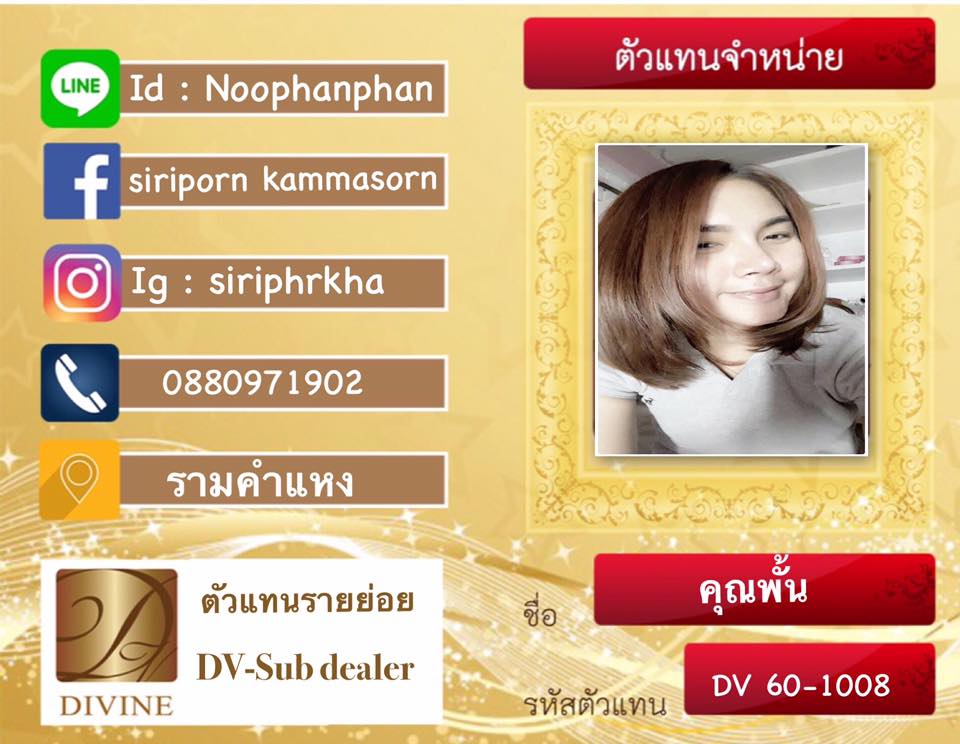 LINE
Id : Noophanphan
siriporn kammasorn
Ig : siriphrkha
0880971902
รามคำแหง
DIVINE
ตัวแทนรายย่อย
DV-Sub dealer
ตัวแทนจำหน่าย
ชื่อ
คุณพั้น
รหัสตัวแทน
DV 60-1008